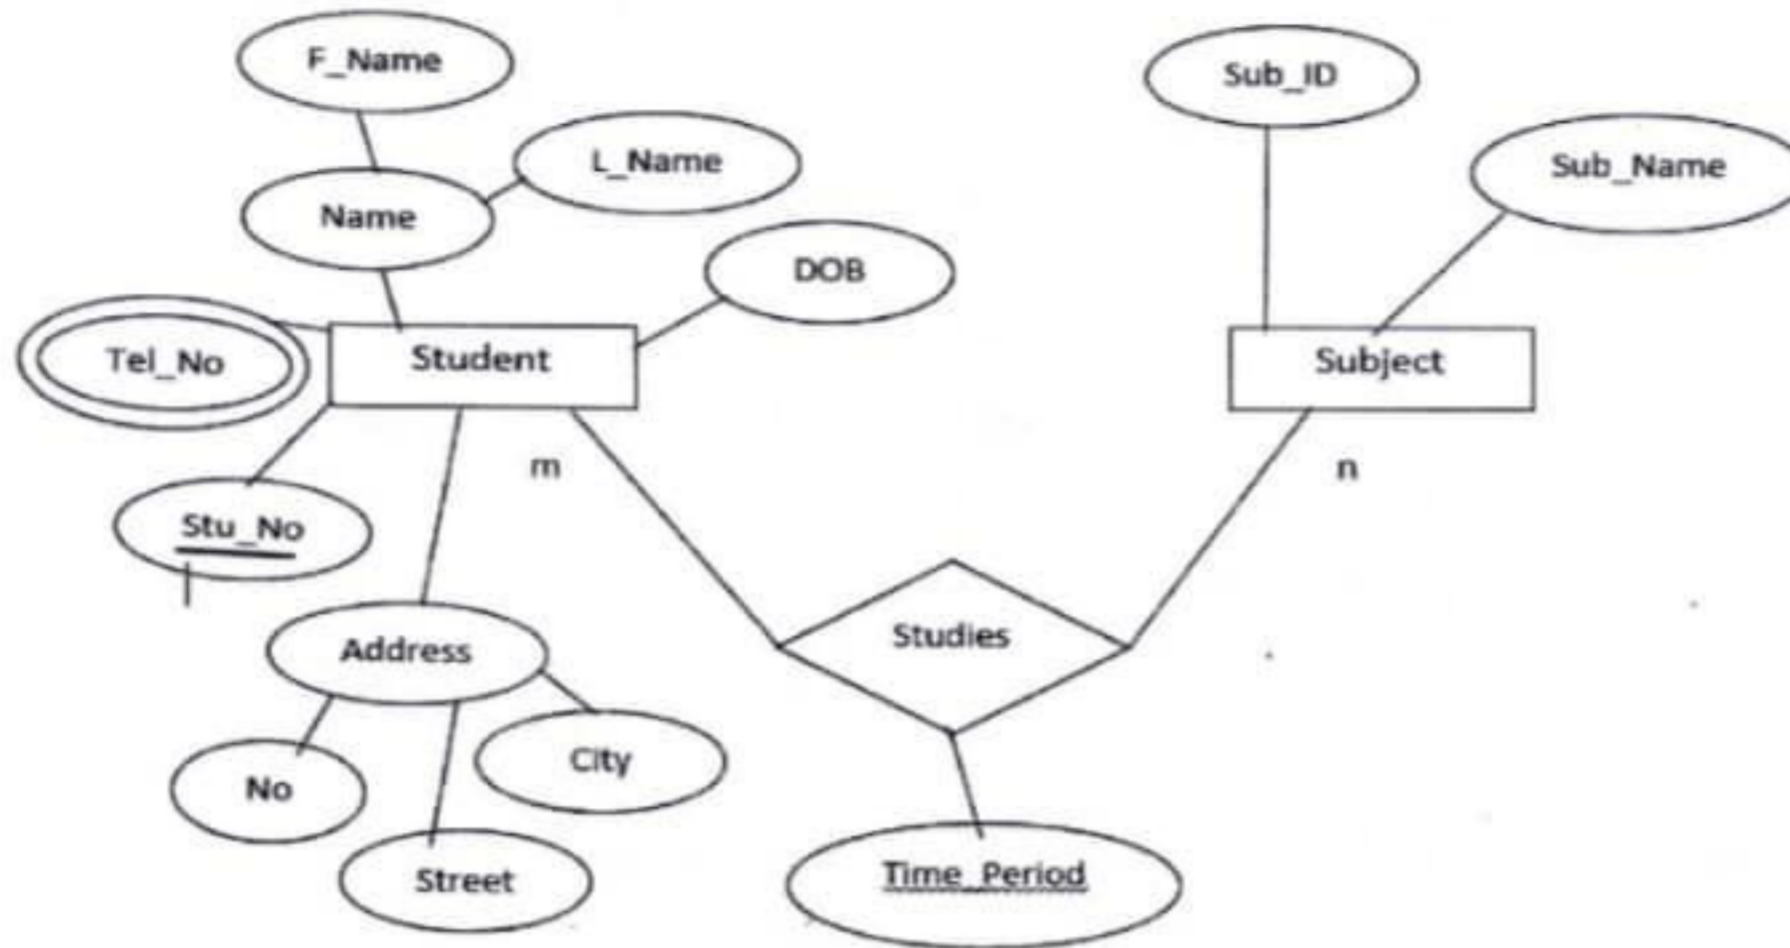 F_Name
Sub_ID
L_Name
Sub_Name
Name
DOB
Tel_No
Student
Subject
m
n
Stu_No
Studies
Address
City
No
Time_Period
Street